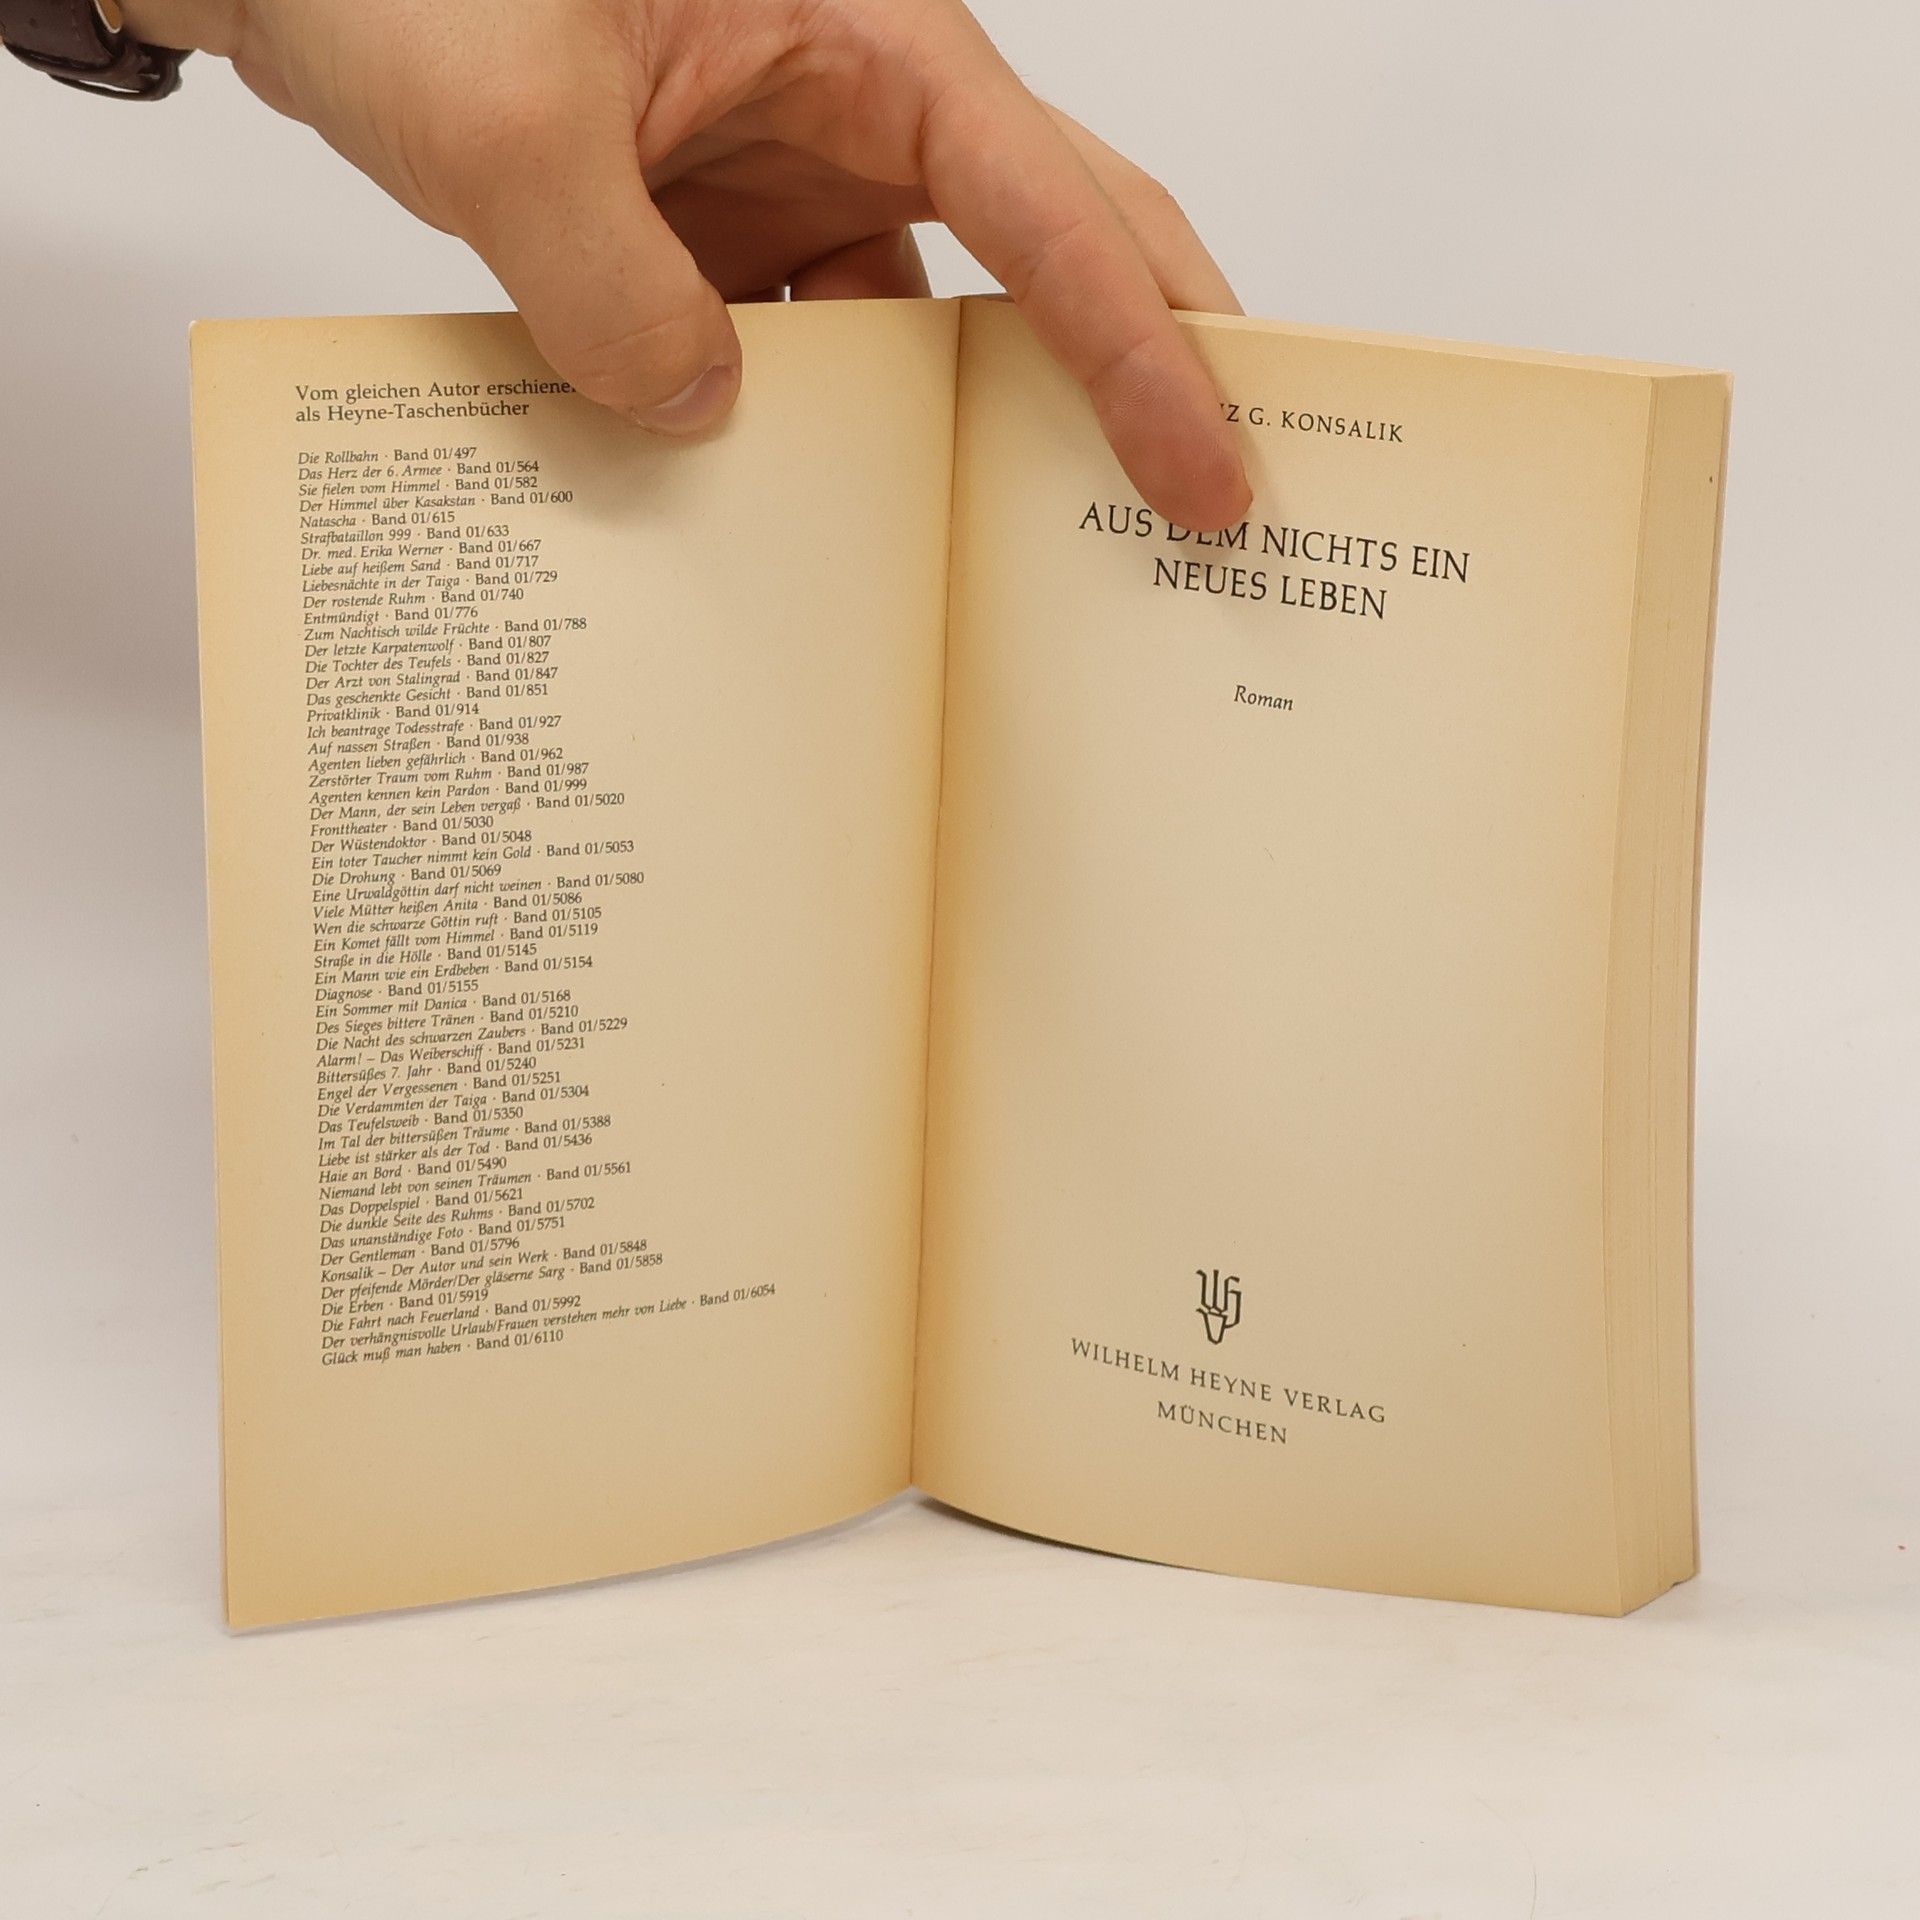 Vom gleichen Autor erschienen
als Heyne-Taschenbücher
Die Rollbahn · Band 01/497
Das Herz der 6. Armee · Band 01/564
Sie fielen vom Himmel · Band 01/582
Der Himmel über Kasakstan · Band 01/600
Natascha · Band 01/615
Strafbataillon 999 · Band 01/633
Dr. med. Erika Werner · Band 01/667
Liebe auf heißem Sand · Band 01/717
Liebesnächte in der Taiga · Band 01/729
Der rostende Ruhm · Band 01/740
Entmündigt · Band 01/776
Zum Nachtisch wilde Früchte · Band 01/788
Der letzte Karpatenwolf · Band 01/807
Die Tochter des Teufels · Band 01/827
Der Arzt von Stalingrad · Band 01/847
Das geschenkte Gesicht · Band 01/851
Privatklinik · Band 01/914
Ich beantrage Todesstrafe · Band 01/927
Auf nassen Straßen · Band 01/938
Agenten lieben gefährlich · Band 01/962
Zerstörter Traum vom Ruhm · Band 01/987
Agenten kennen kein Pardon · Band 01/999
Der Mann, der sein Leben vergaß · Band 01/5020
Fronttheater · Band 01/5030
Der Wüstendoktor · Band 01/5048
Ein toter Taucher nimmt kein Gold · Band 01/5053
Die Drohung · Band 01/5069
Eine Urwaldgöttin darf nicht weinen · Band 01/5080
Viele Mütter heißen Anita · Band 01/5086
Wen die schwarze Göttin ruft · Band 01/5105
Ein Komet fällt vom Himmel · Band 01/5119
Straße in die Hölle · Band 01/5145
Ein Mann wie ein Erdbeben · Band 01/5154
Diagnose · Band 01/5155
Ein Sommer mit Danica · Band 01/5168
Des Sieges bittere Tränen · Band 01/5210
Die Nacht des schwarzen Zaubers · Band 01/5229
Alarm! – Das Weiberschiff · Band 01/5231
Bittersüßes 7. Jahr · Band 01/5240
Engel der Vergessenen · Band 01/5251
Die Verdammten der Taiga · Band 01/5304
Das Teufelsweib · Band 01/5350
Im Tal der bittersüßen Träume · Band 01/5388
Liebe ist stärker als der Tod · Band 01/5436
Haie an Bord · Band 01/5490
Niemand lebt von seinen Träumen · Band 01/5561
Das Doppelspiel · Band 01/5621
Die dunkle Seite des Ruhms · Band 01/5702
Das unanständige Foto · Band 01/5751
Der Gentleman · Band 01/5796
Konsalik – Der Autor und sein Werk · Band 01/5848
Der pfeifende Mörder/Der gläserne Sarg · Band 01/5858
Die Erben · Band 01/5919
Die Fahrt nach Feuerland · Band 01/5992
Der verhängnisvolle Urlaub/Frauen verstehen mehr von Liebe · Band 01/6054
Glück muß man haben · Band 01/6110
NZ G. KONSALIK
AUS DEM NICHTS EIN
NEUES LEBEN
Roman
WILHELM HEYNE VERLAG
MÜNCHEN